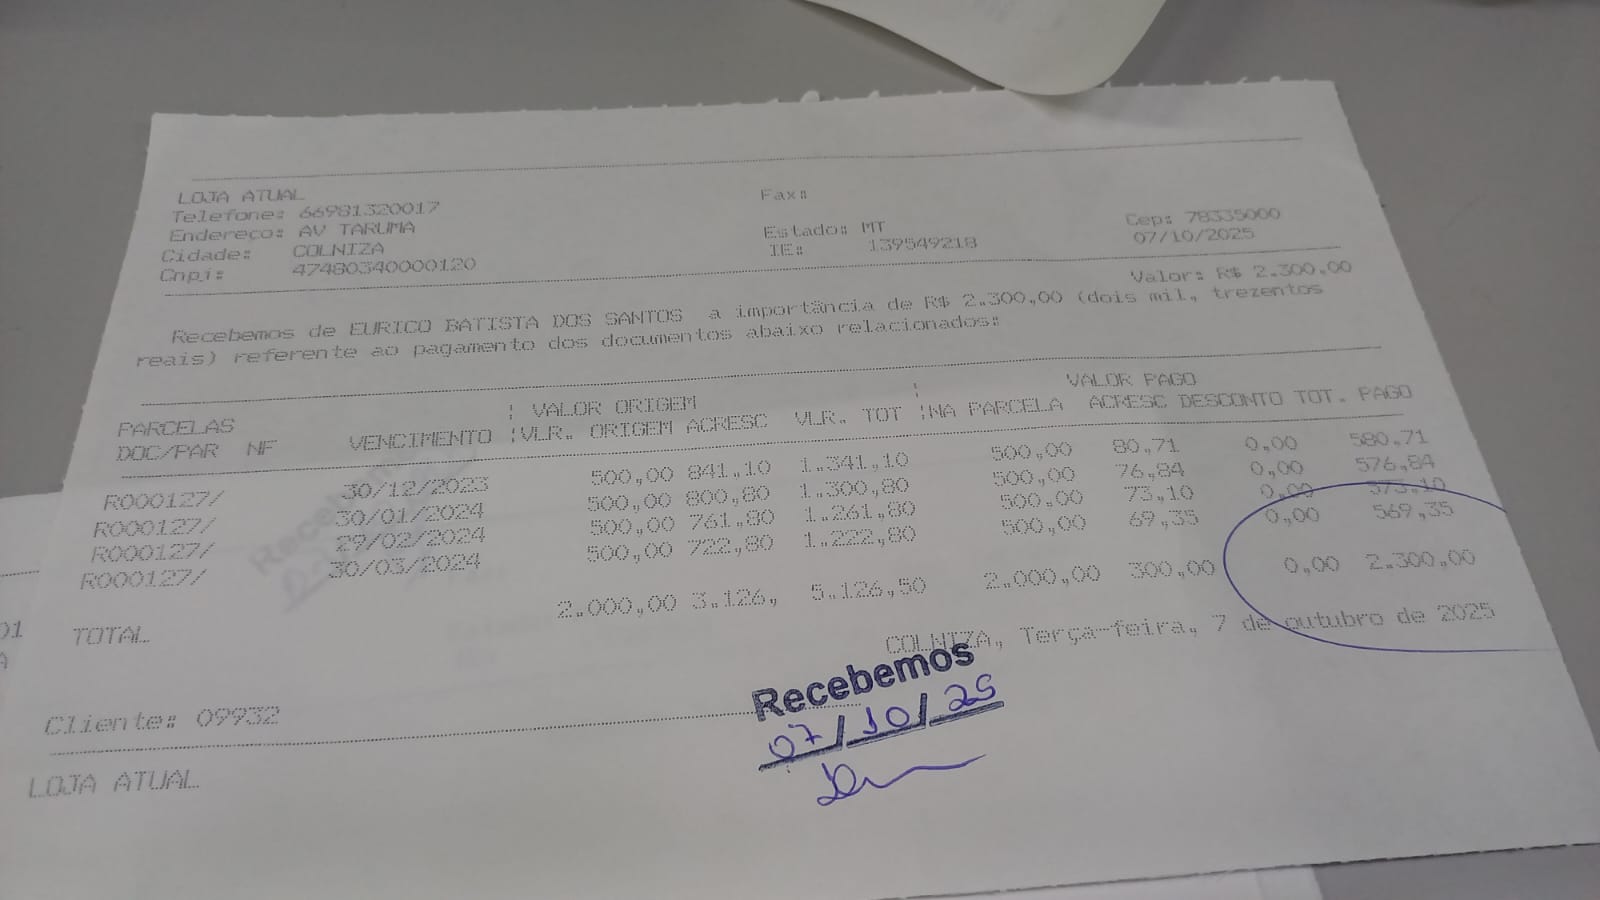 LOJA ATUAL
Telefone: 66981320017 Fax:
Endereço: AV TARUMA
Cidade: COLNIZA Estado: MT Cep: 78335000
Cnpj: 47480340000120 IE: 139549218 07/10/2025
Valor: R$ 2.300,00
Recebemos de EURICO BATISTA DOS SANTOS a importância de R$ 2.300,00 (dois mil, trezentos
reais) referente ao pagamento dos documentos abaixo relacionados:
PARCELAS ¦ VALOR ORIGEM ¦ VALOR PAGO
DOC/PAR NF VENCIMENTO ¦VLR. ORIGEM ACRESC VLR. TOT ¦NA PARCELA ACRESC DESCONTO TOT. PAGO
R000127/ 30/12/2023 500,00 841,10 1.341,10 500,00 80,71 0,00 580,71
R000127/ 30/01/2024 500,00 800,80 1.300,80 500,00 76,84 0,00 576,84
R000127/ 29/02/2024 500,00 761,80 1.261,80 500,00 73,10 0,00 573,10
R000127/ 30/03/2024 500,00 722,80 1.222,80 500,00 69,35 0,00 569,35
TOTAL 2.000,00 3.126, 5.126,50 2.000,00 300,00 0,00 2.300,00
COLNIZA, Terça-feira, 7 de outubro de 2025
Recebemos
07/10/25
Cliente: 09932
LOJA ATUAL